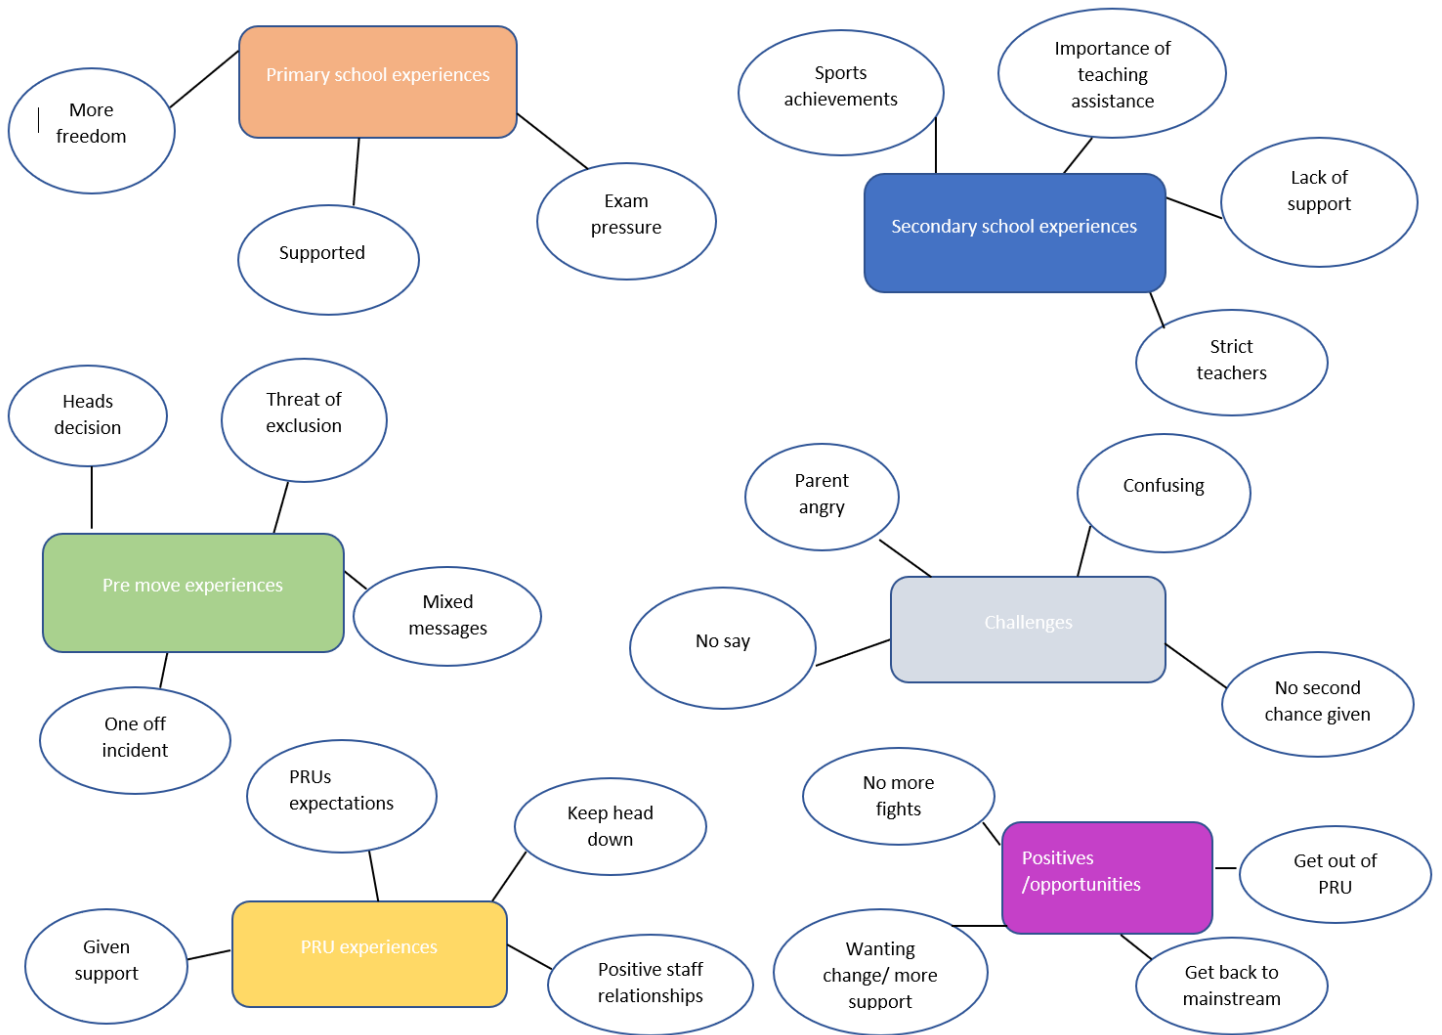 Primary school experiences
More
freedom
Supported
Exam
pressure
Sports
achievements
Importance of
teaching
assistance
Secondary school experiences
Lack of
support
Strict
teachers
Heads
decision
Threat of
exclusion
Pre move experiences
Mixed
messages
One off
incident
Parent
angry
Confusing
No say
Challenges
No second
chance given
PRUs
expectations
Keep head
down
Given
support
PRU experiences
Positive staff
relationships
No more
fights
Positives
/opportunities
Get out of
PRU
Wanting
change/ more
support
Get back to
mainstream